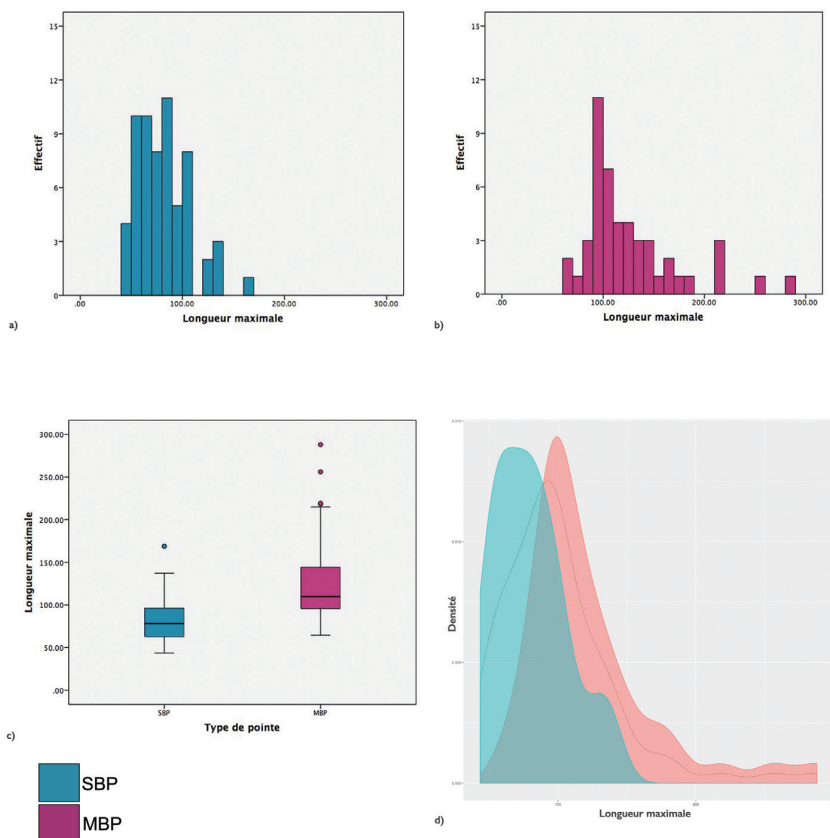 15
12
9
6
3
0
Effectif
.00 100.00 200.00 300.00
Longueur maximale
a)
15
12
9
6
3
0
Effectif
.00 100.00 200.00 300.00
Longueur maximale
b)
300.00
250.00
200.00
150.00
100.00
50.00
.00
Longueur maximale
SBP MBP
Type de pointe
c)
SBP
MBP
Densité
0.000
100 200
Longueur maximale
d)